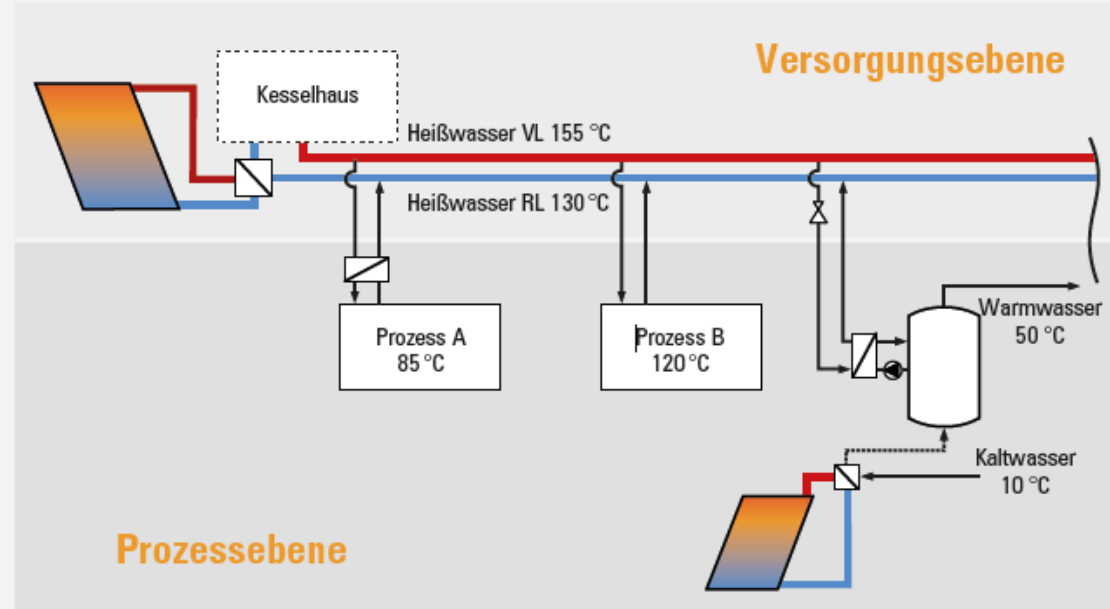 Versorgungsebene
Kesselhaus
Heißwasser VL 155 °C
Heißwasser RL 130 °C
Prozess A
85 °C
Prozess B
120 °C
Warmwasser
50 °C
Kaltwasser
10 °C
Prozessebene